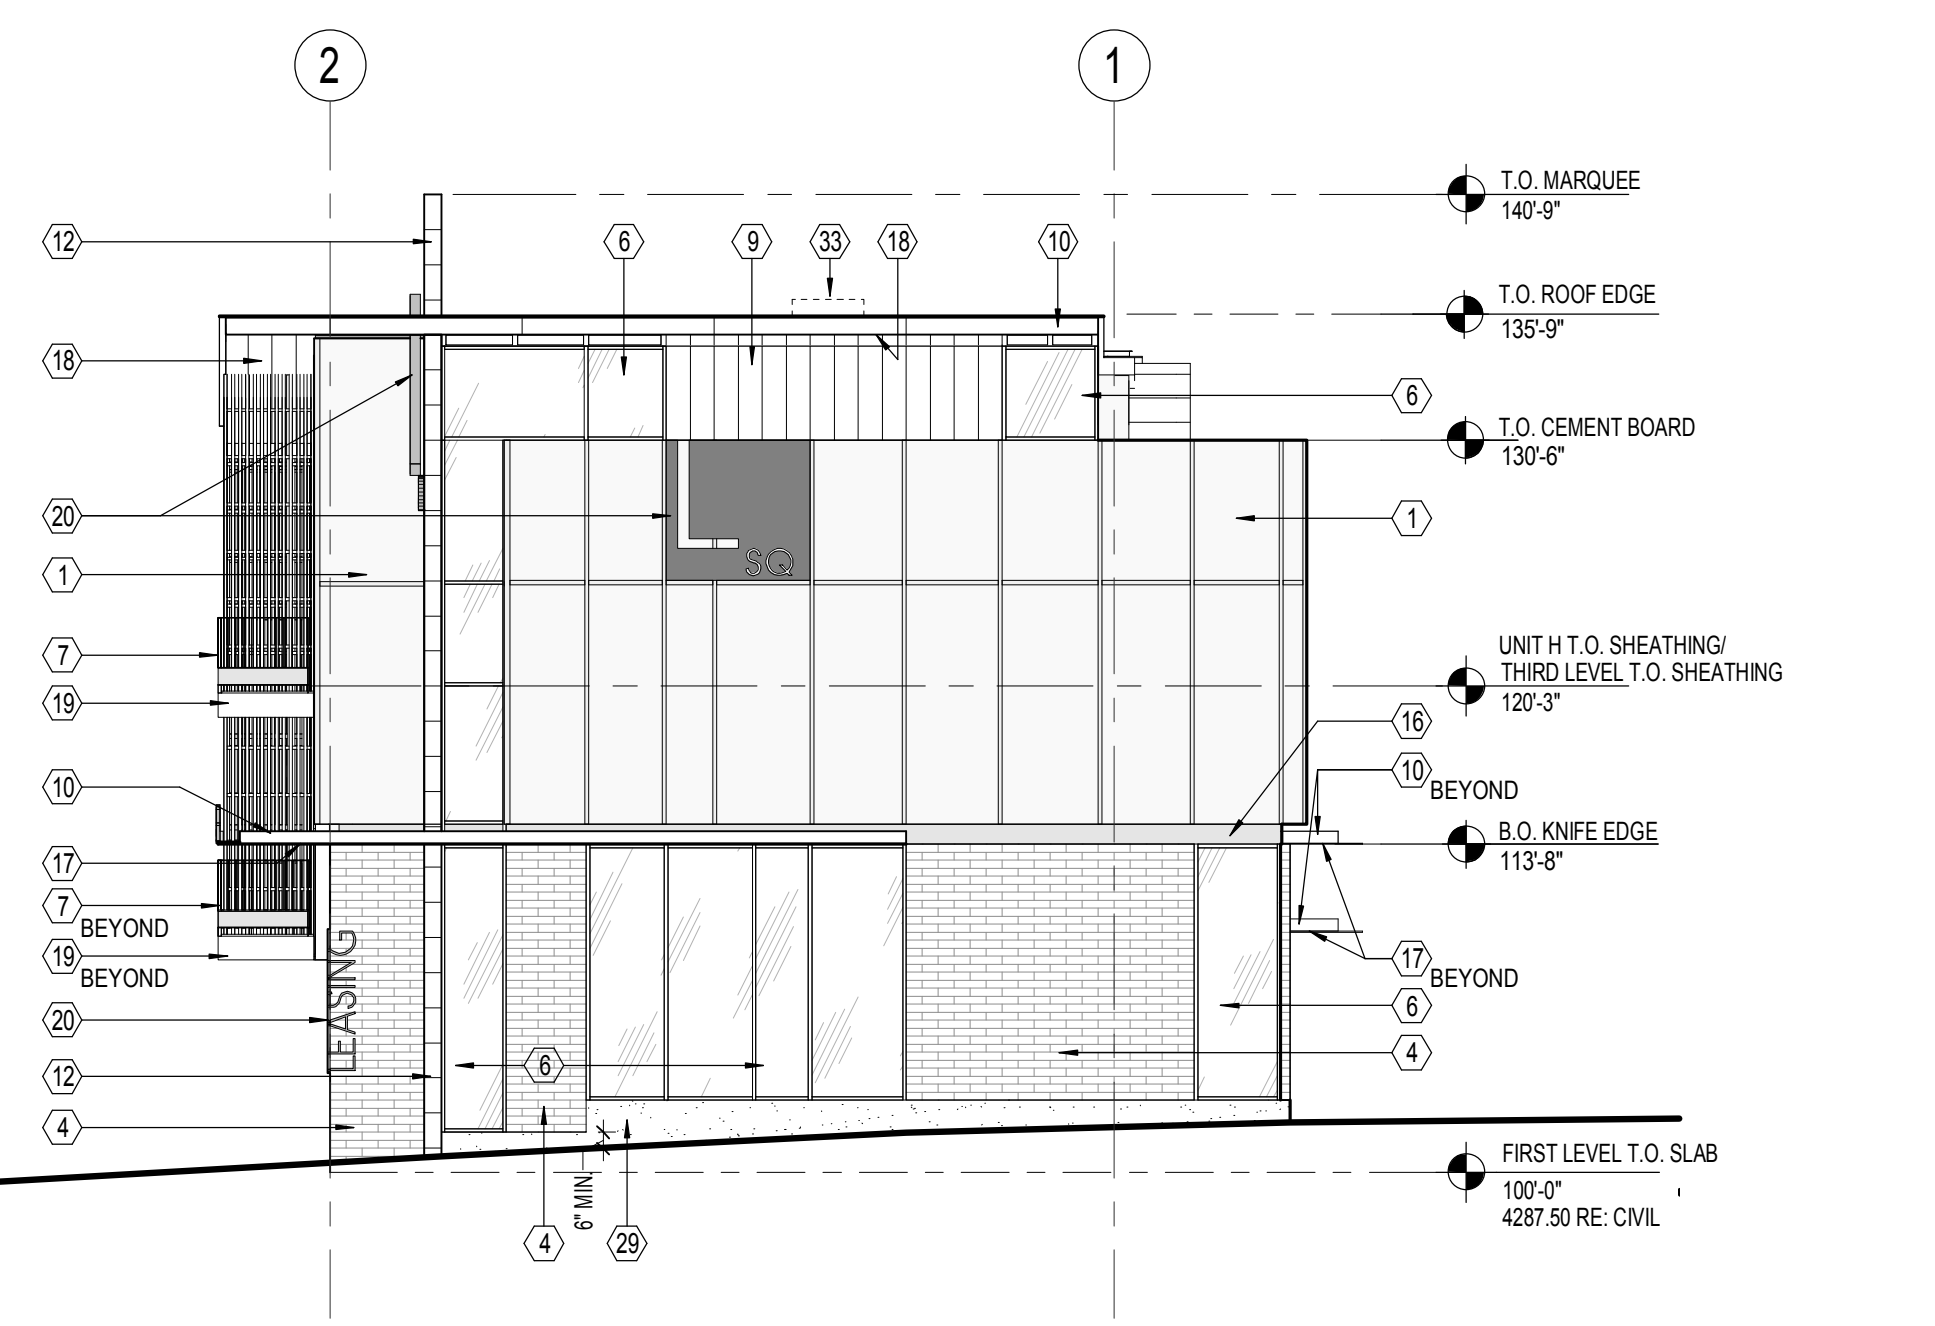 2
1
T.O. MARQUEE
140'-9"
12
6
9
33
18
10
T.O. ROOF EDGE
135'-9"
18
6
T.O. CEMENT BOARD
130'-6"
20
1
SQ
1
7
UNIT H T.O. SHEATHING/
THIRD LEVEL T.O. SHEATHING
120'-3"
19
16
10
10
BEYOND
B.O. KNIFE EDGE
113'-8"
17
7
BEYOND
19
BEYOND
17
BEYOND
LEASING
20
6
12
6
4
4
FIRST LEVEL T.O. SLAB
100'-0"
4287.50 RE: CIVIL
6" MIN.
4
29